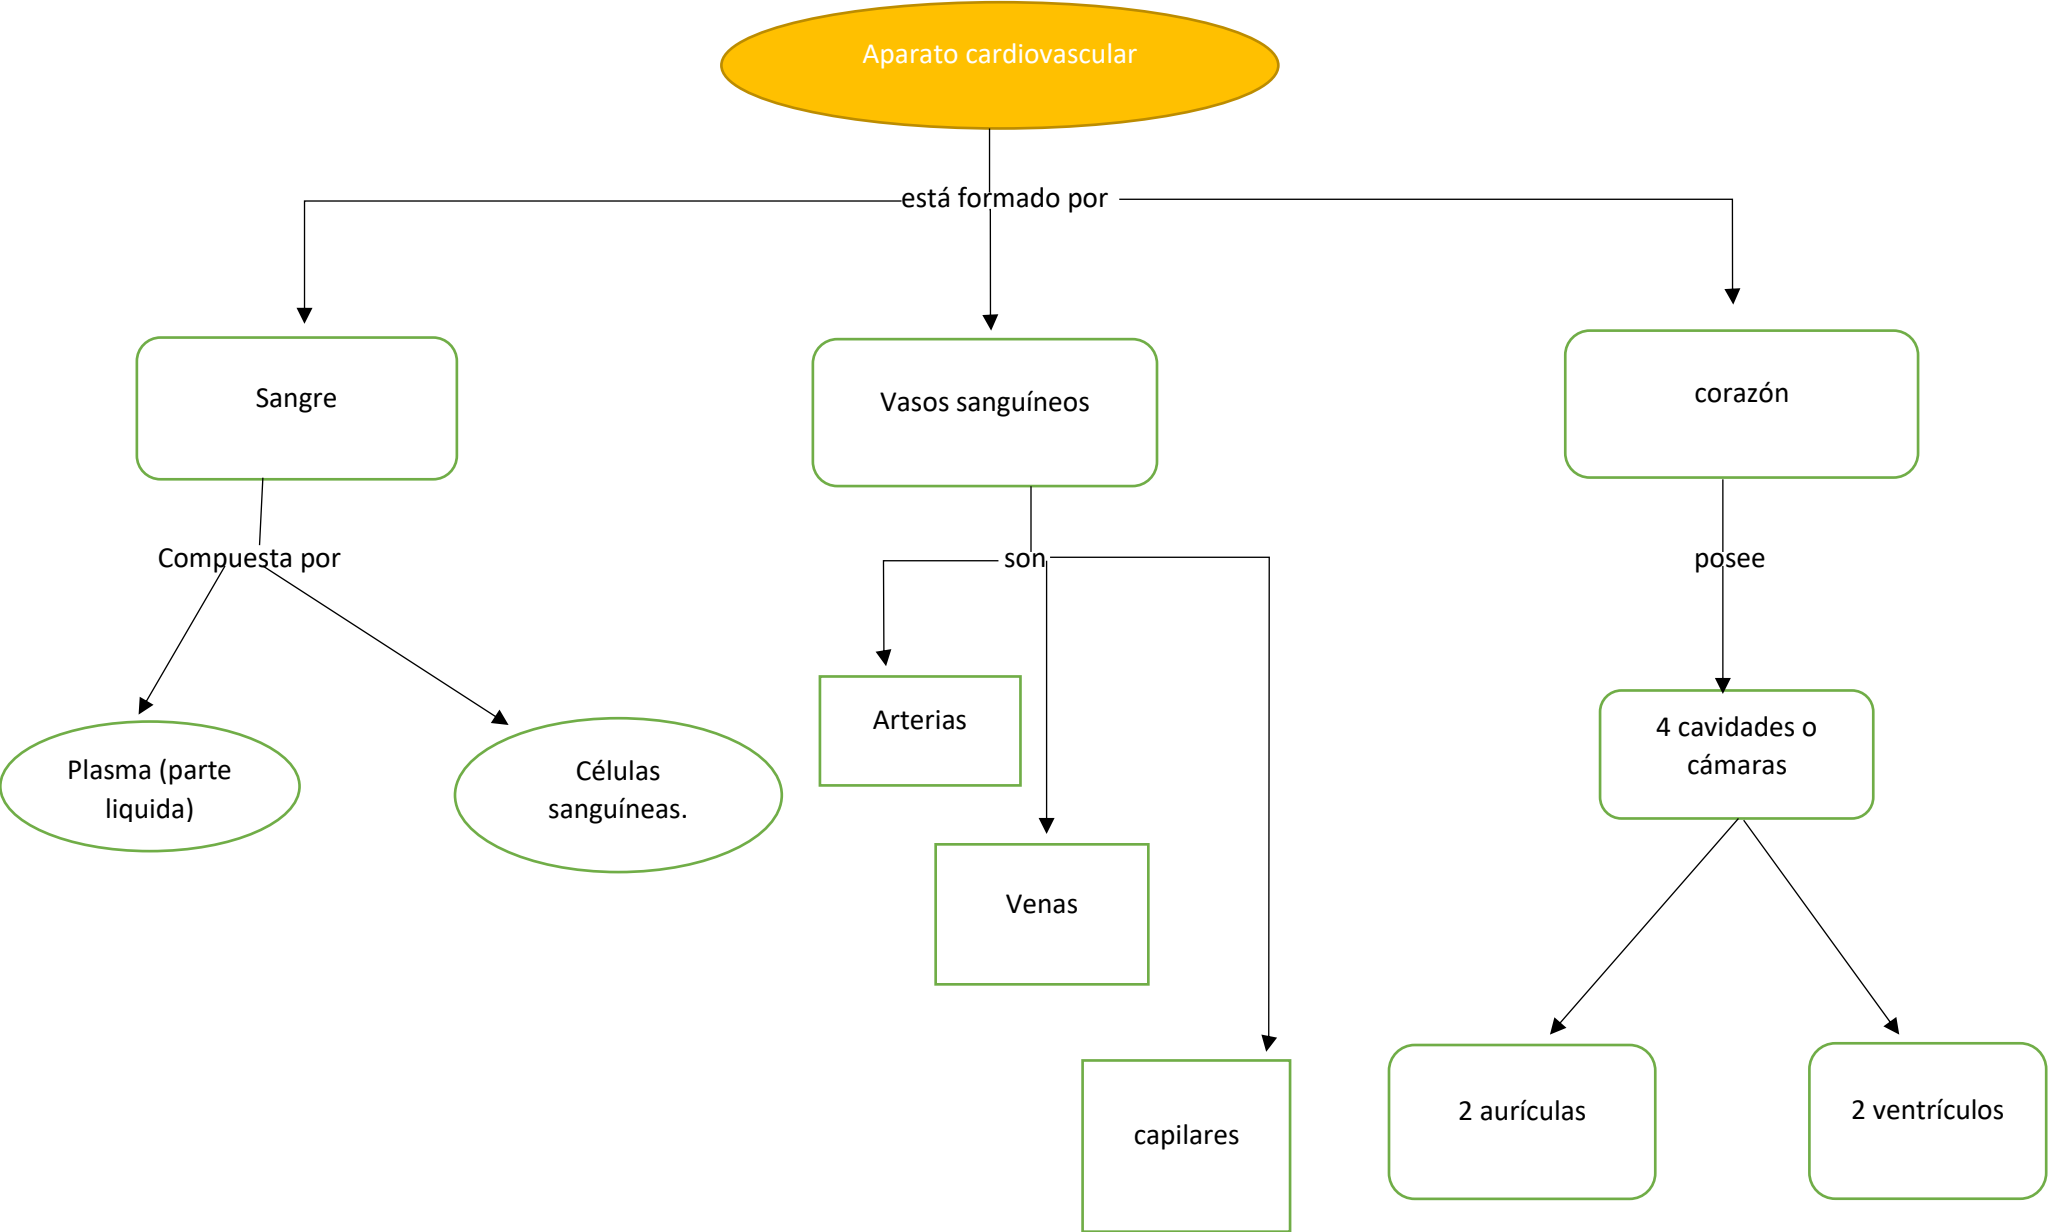 Aparato cardiovascular
está formado por
Sangre
Vasos sanguíneos
corazón
Compuesta por
son
posee
Arterias
4 cavidades o
cámaras
Plasma (parte
liquida)
Células
sanguíneas.
Venas
2 aurículas
2 ventrículos
capilares